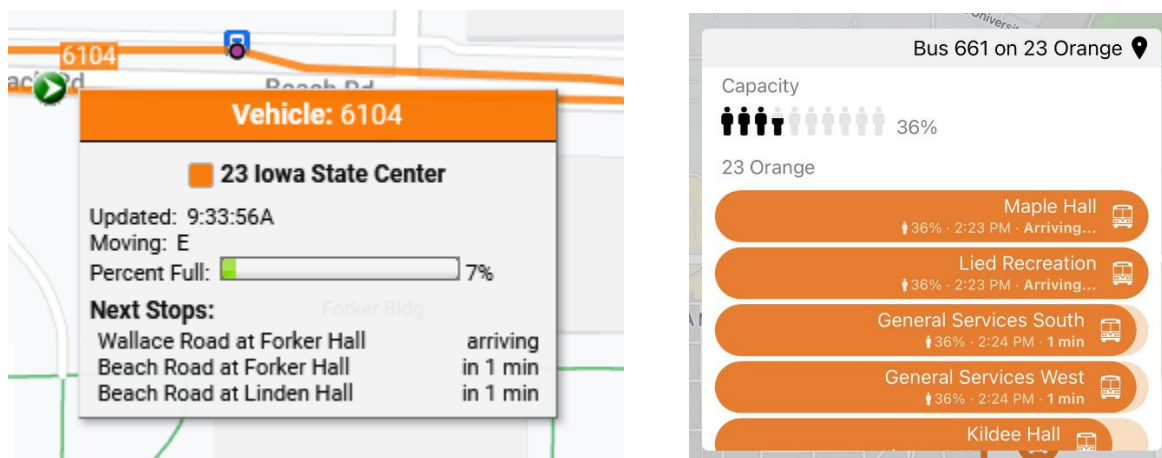 6104
Beach Rd
Vehicle: 6104
23 Iowa State Center
Updated: 9:33:56A
Moving: E
Percent Full: 7%
Forker Bldg
Next Stops:
Wallace Road at Forker Hall arriving
Beach Road at Forker Hall in 1 min
Beach Road at Linden Hall in 1 min
Bus 661 on 23 Orange
Capacity
36%
23 Orange
Maple Hall
36% · 2:23 PM · Arriving...
Lied Recreation
36% · 2:23 PM · Arriving...
General Services South
36% · 2:24 PM · 1 min
General Services West
36% · 2:24 PM · 1 min
Kildee Hall